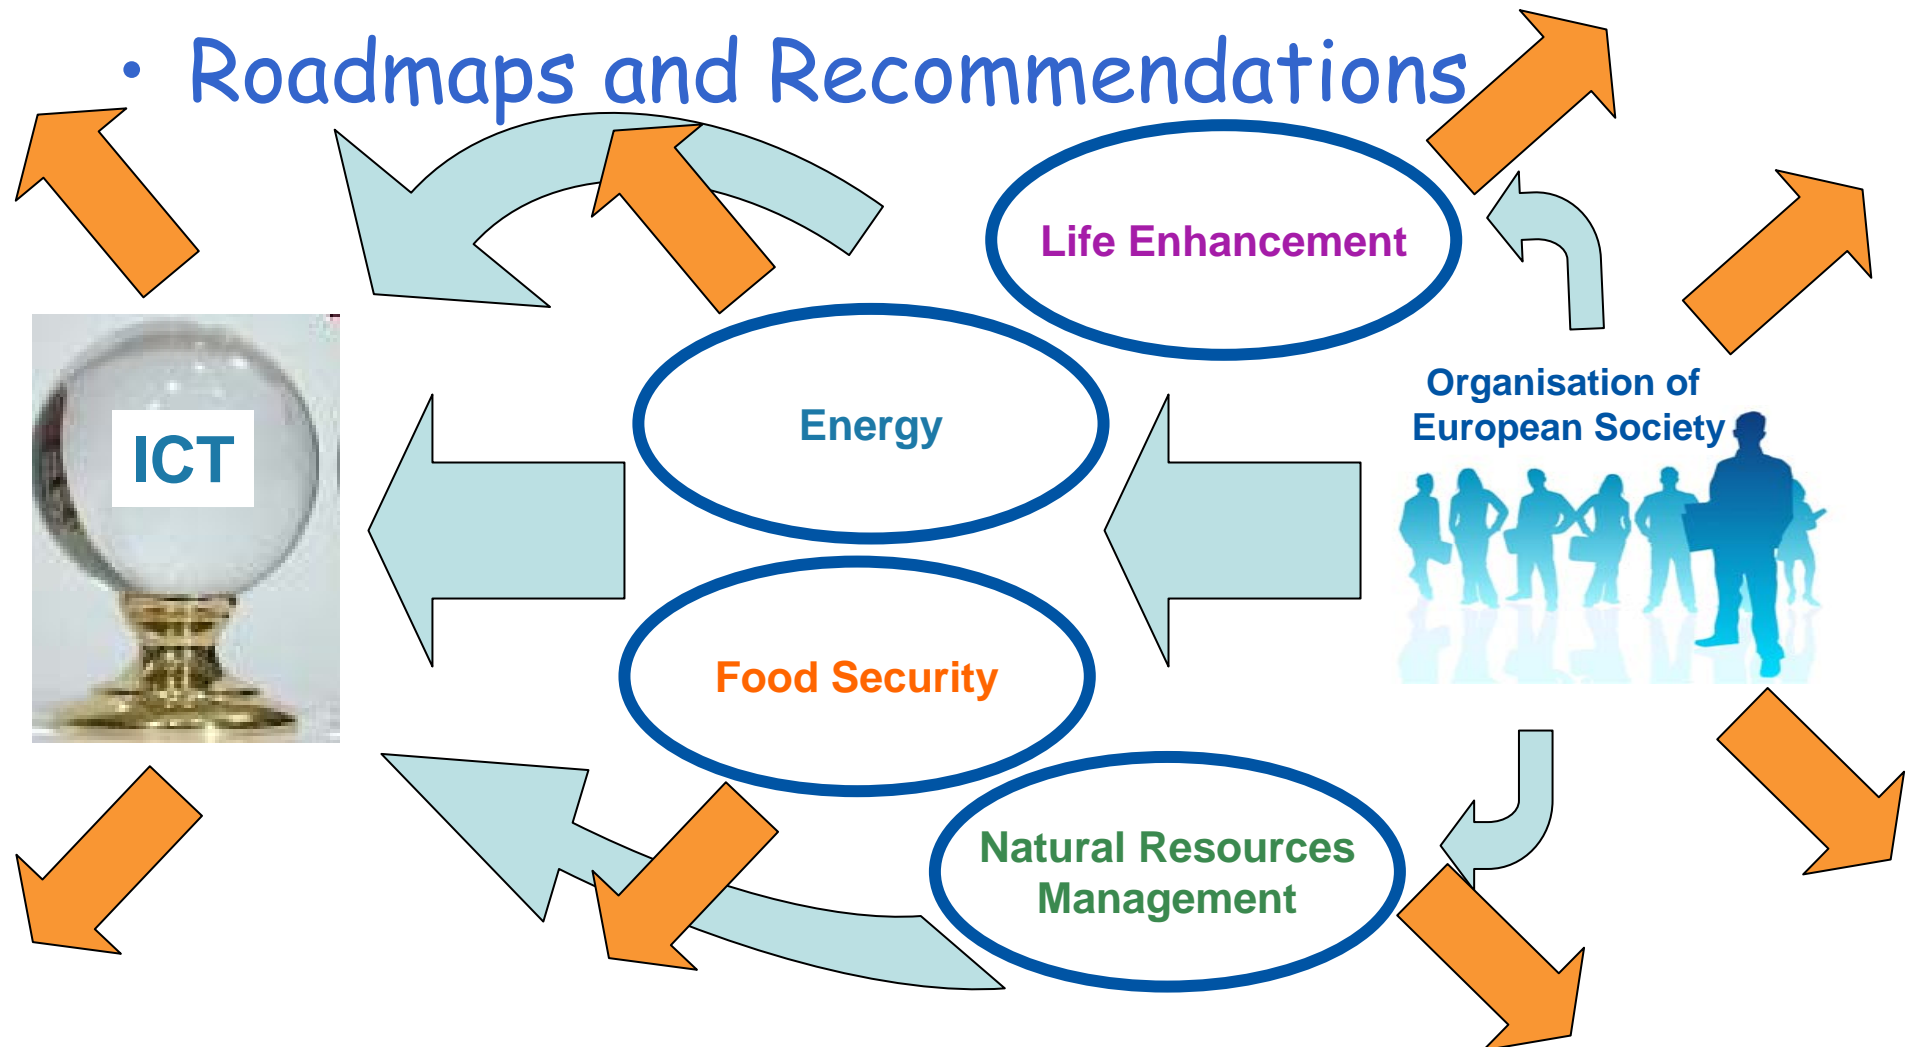 • Roadmaps and Recommendations
Life Enhancement
Organisation of
European Society
Energy
ICT
Food Security
Natural Resources
Management